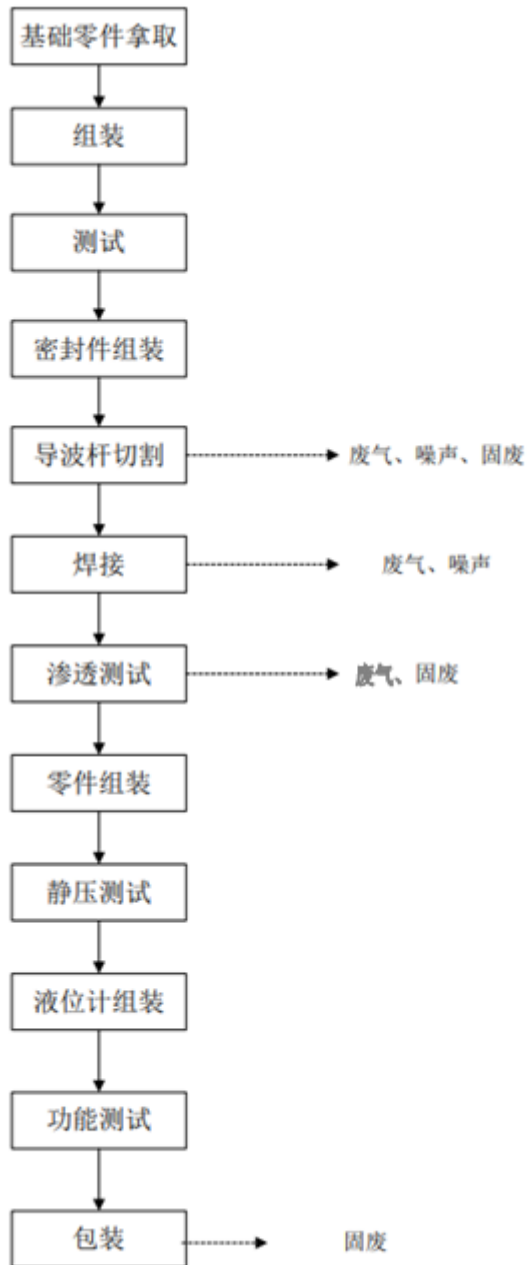 基础零件拿取
组装
测试
密封件组装
导波杆切割
废气、噪声、固废
焊接
废气、噪声
渗透测试
废气、固废
零件组装
静压测试
液位计组装
功能测试
包装
固废